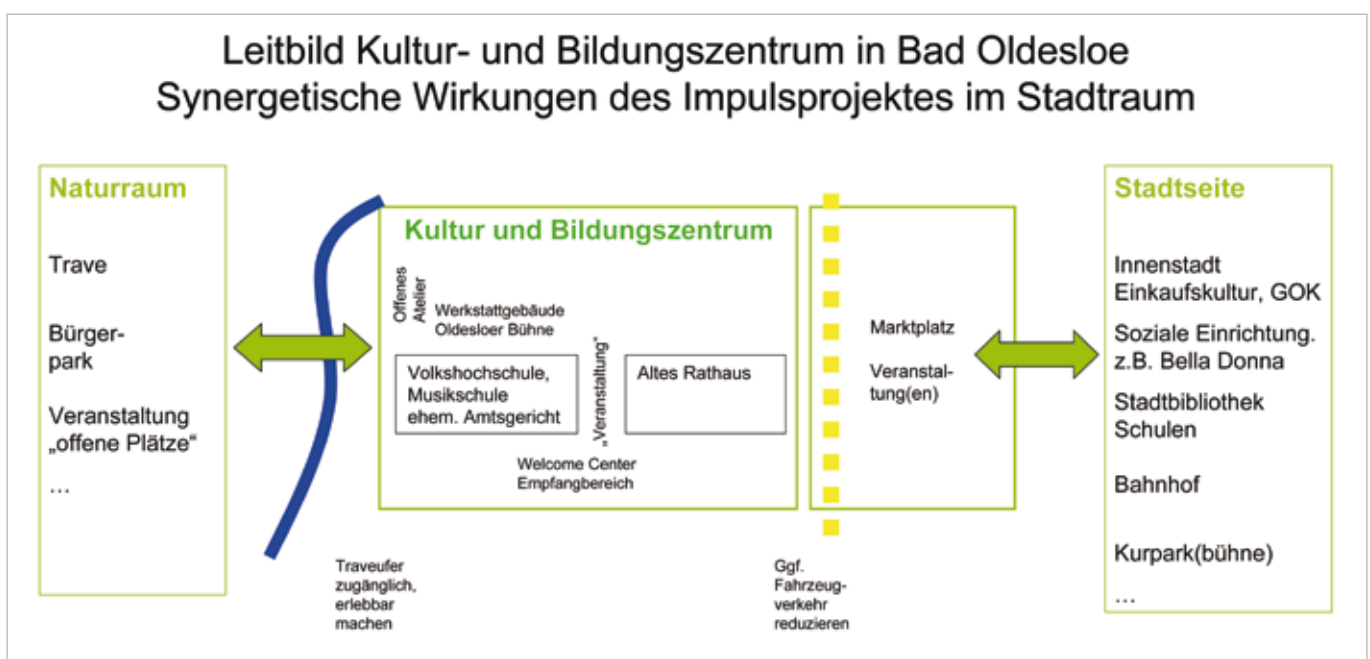 Leitbild Kultur- und Bildungszentrum in Bad Oldesloe
Synergetische Wirkungen des Impulsprojektes im Stadtraum
Naturraum
Trave
Bürger-
park
Veranstaltung
„offene Plätze“
…
Kultur und Bildungszentrum
Offenes
Atelier
Werkstattgebäude
Oldesloer Bühne
Volkshochschule,
Musikschule
ehem. Amtsgericht
„Veranstaltung“
Altes Rathaus
Welcome Center
Empfangbereich
Marktplatz
Veranstal-
tung(en)
Stadtseite
Innenstadt
Einkaufskultur, GOK
Soziale Einrichtung.
z.B. Bella Donna
Stadtbibliothek
Schulen
Bahnhof
Kurpark(bühne)
…
Traveufer
zugänglich,
erlebbar
machen
Ggf.
Fahrzeug-
verkehr
reduzieren